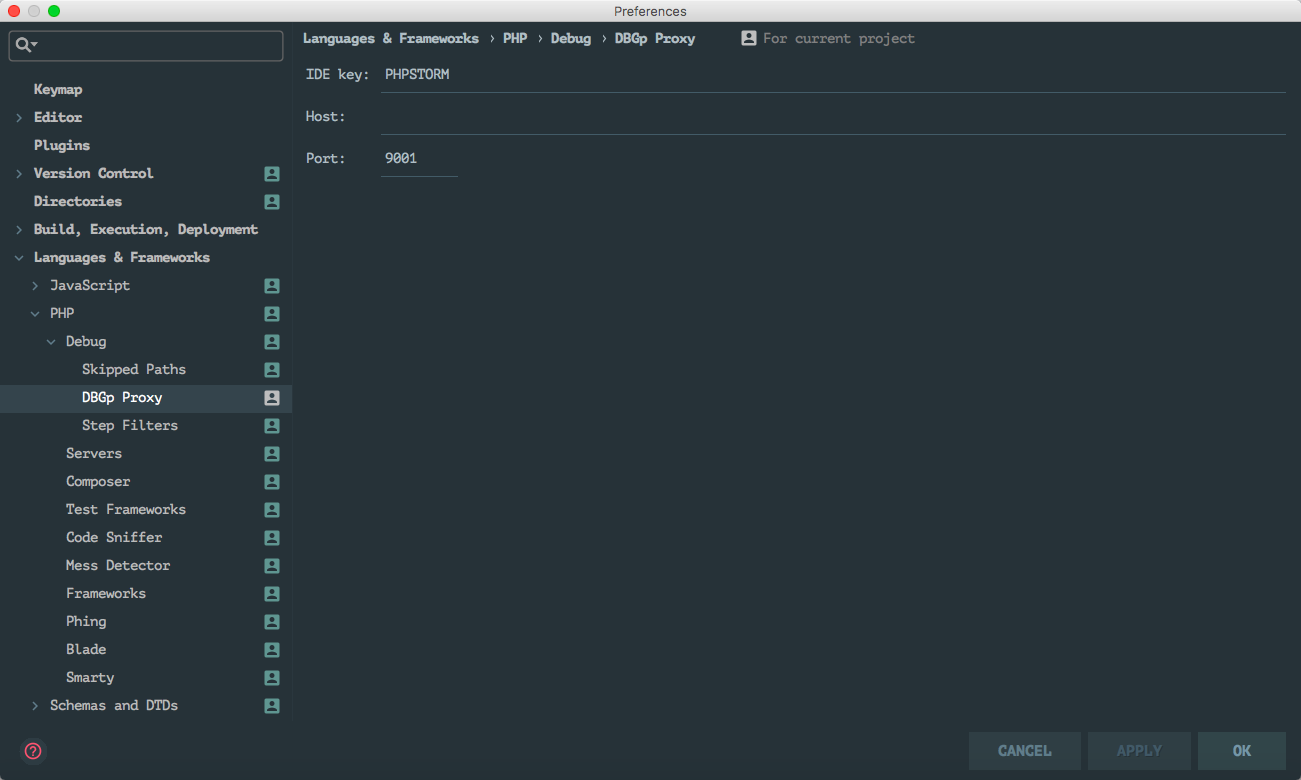 Preferences
Languages & Frameworks › PHP › Debug › DBGp Proxy For current project
IDE key: PHPSTORM
Host:
Port: 9001
Keymap
Editor
Plugins
Version Control
Directories
Build, Execution, Deployment
Languages & Frameworks
JavaScript
PHP
Debug
Skipped Paths
DBGp Proxy
Step Filters
Servers
Composer
Test Frameworks
Code Sniffer
Mess Detector
Frameworks
Phing
Blade
Smarty
Schemas and DTDs
?
CANCEL APPLY OK